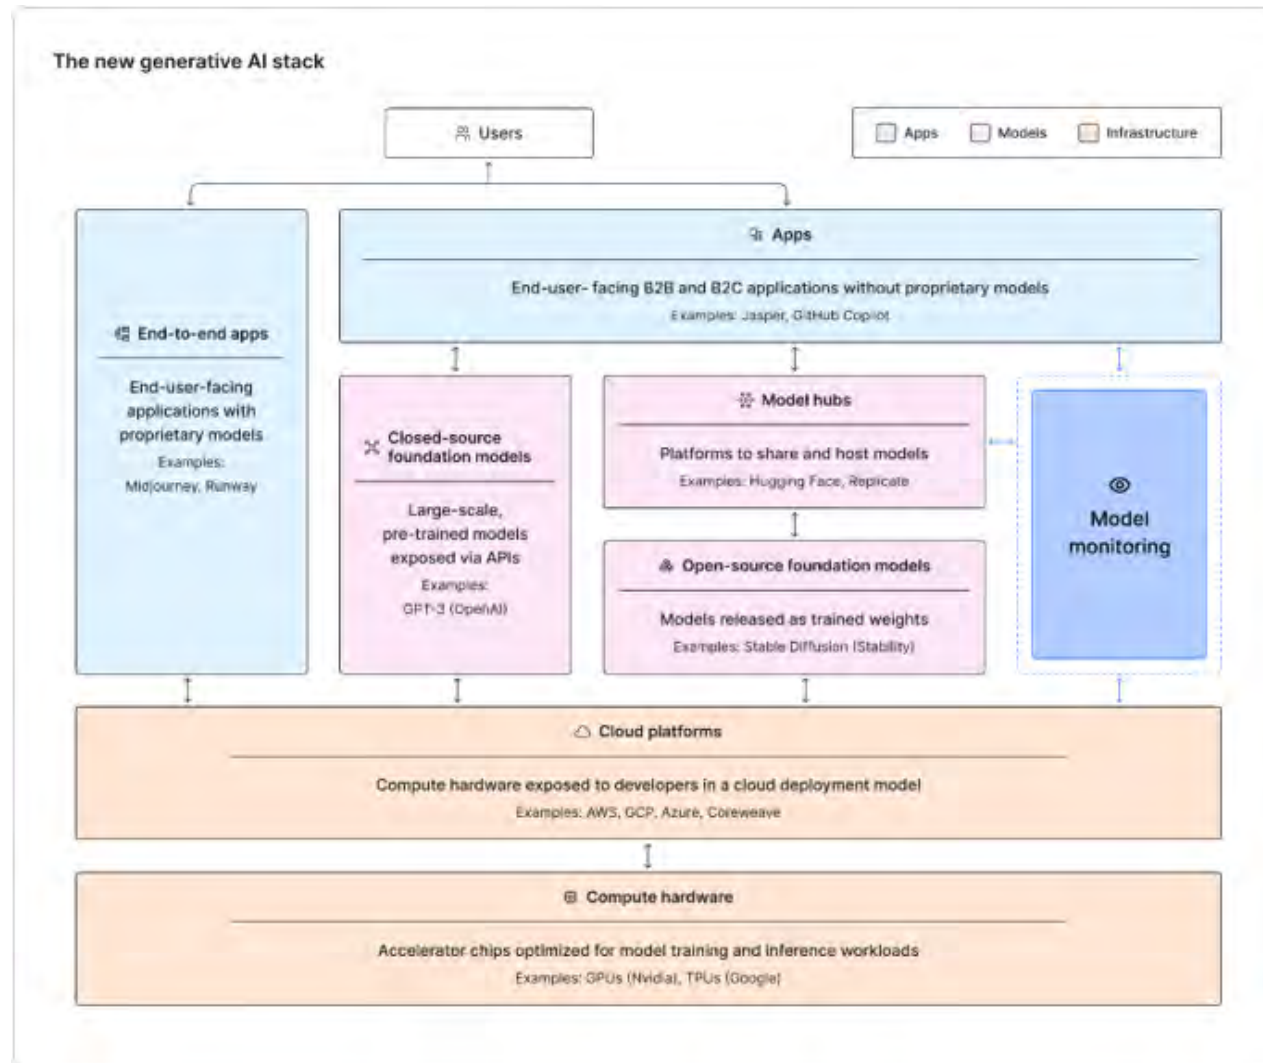 The new generative AI stack
Users
Apps
Models
Infrastructure
Apps
End-user- facing B2B and B2C applications without proprietary models
Examples: Jasper, GitHub Copilot
End-to-end apps
End-user-facing
applications with
proprietary models
Examples:
Midjourney, Runway
Closed-source
foundation models
Large-scale,
pre-trained models
exposed via APIs
Examples:
GPT-3 (OpenAI)
Model hubs
Platforms to share and host models
Examples: Hugging Face, Replicate
Open-source foundation models
Models released as trained weights
Examples: Stable Diffusion (Stability)
Model
monitoring
Cloud platforms
Compute hardware exposed to developers in a cloud deployment model
Examples: AWS, GCP, Azure, Coreweave
Compute hardware
Accelerator chips optimized for model training and inference workloads
Examples: GPUs (Nvidia), TPUs (Google)